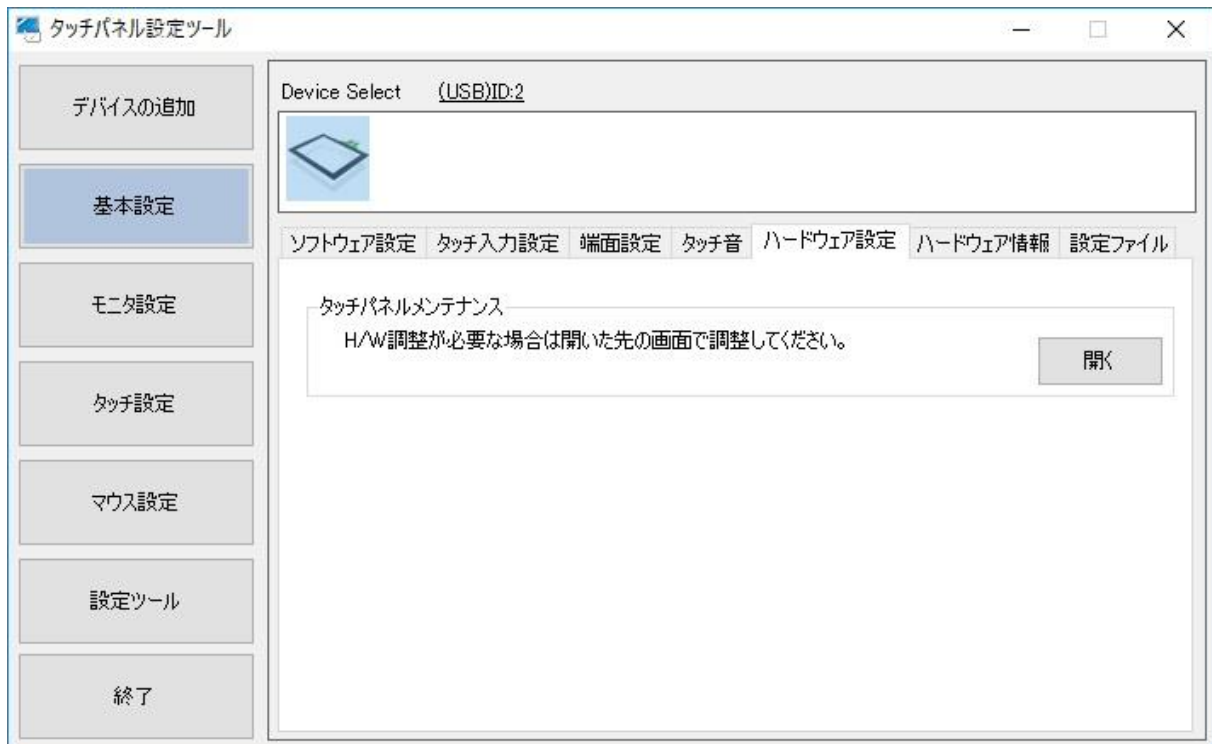 タッチパネル設定ツール
デバイスの追加
基本設定
モニタ設定
タッチ設定
マウス設定
設定ツール
終了
Device Select (USB)ID:2
ソフトウェア設定 タッチ入力設定 端面設定 タッチ音 ハードウェア設定 ハードウェア情報 設定ファイル
タッチパネルメンテナンス
H/W調整が必要な場合は開いた先の画面で調整してください。
開く